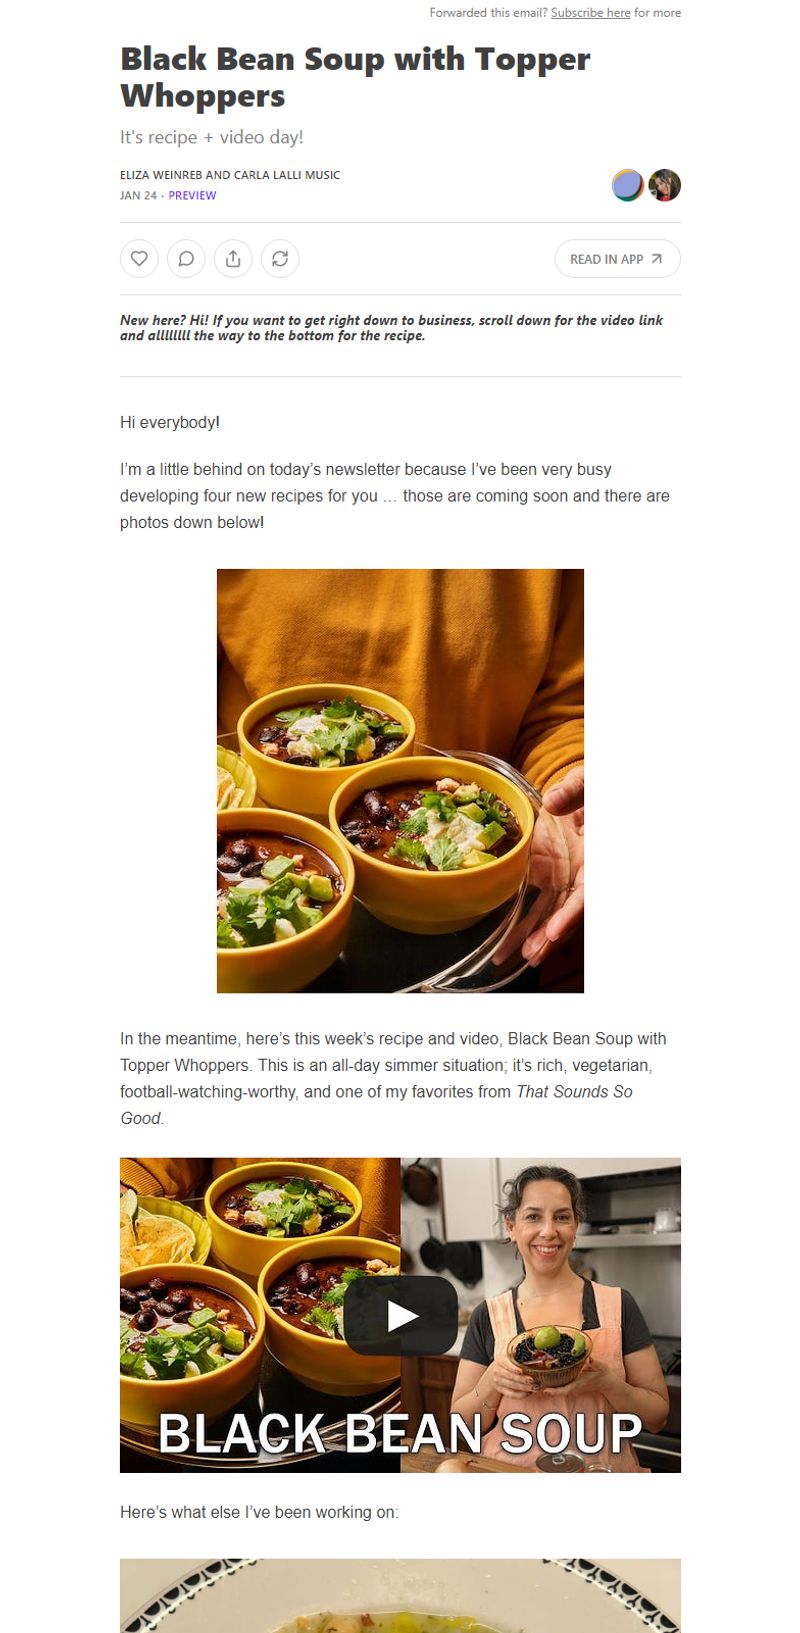 Forwarded this email? Subscribe here for more
Black Bean Soup with Topper
Whoppers
It's recipe + video day!
ELIZA WEINREB AND CARLA LALLI MUSIC
JAN 24 · PREVIEW
READ IN APP
New here? Hi! If you want to get right down to business, scroll down for the video link
and allllllll the way to the bottom for the recipe.
Hi everybody!
I’m a little behind on today’s newsletter because I’ve been very busy
developing four new recipes for you … those are coming soon and there are
photos down below!
In the meantime, here’s this week’s recipe and video, Black Bean Soup with
Topper Whoppers. This is an all-day simmer situation; it’s rich, vegetarian,
football-watching-worthy, and one of my favorites from That Sounds So
Good.
BLACK BEAN SOUP
Here’s what else I’ve been working on: